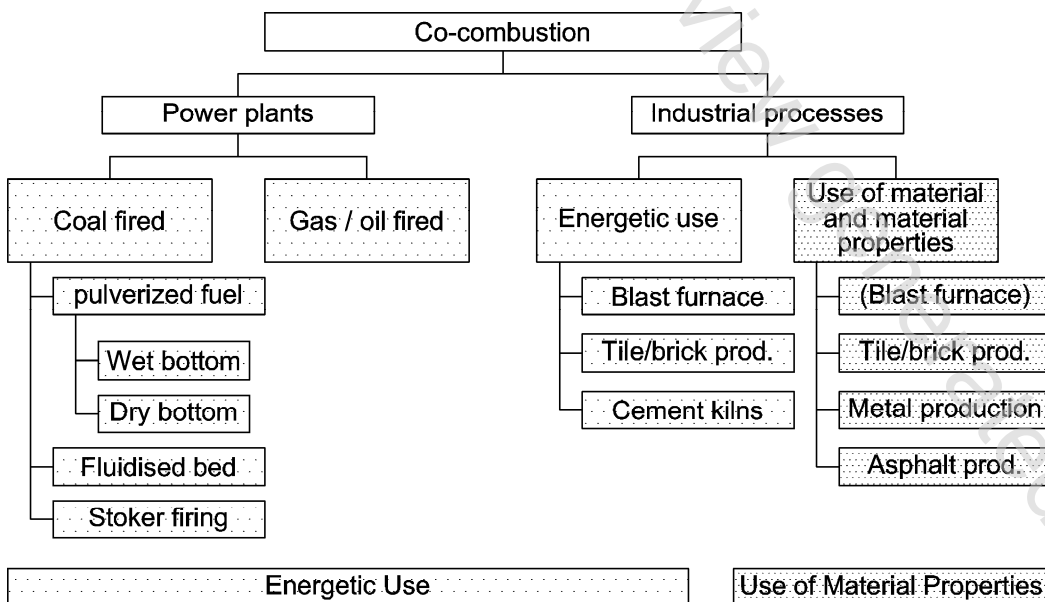 Co-combustion
Power plants
Industrial processes
Coal fired
Gas / oil fired
Energetic use
Use of material
and material
properties
pulverized fuel
Wet bottom
Dry bottom
Fluidised bed
Stoker firing
Blast furnace
Tile/brick prod.
Cement kilns
(Blast furnace)
Tile/brick prod.
Metal production
Asphalt prod.
Energetic Use
Use of Material Properties
view generated